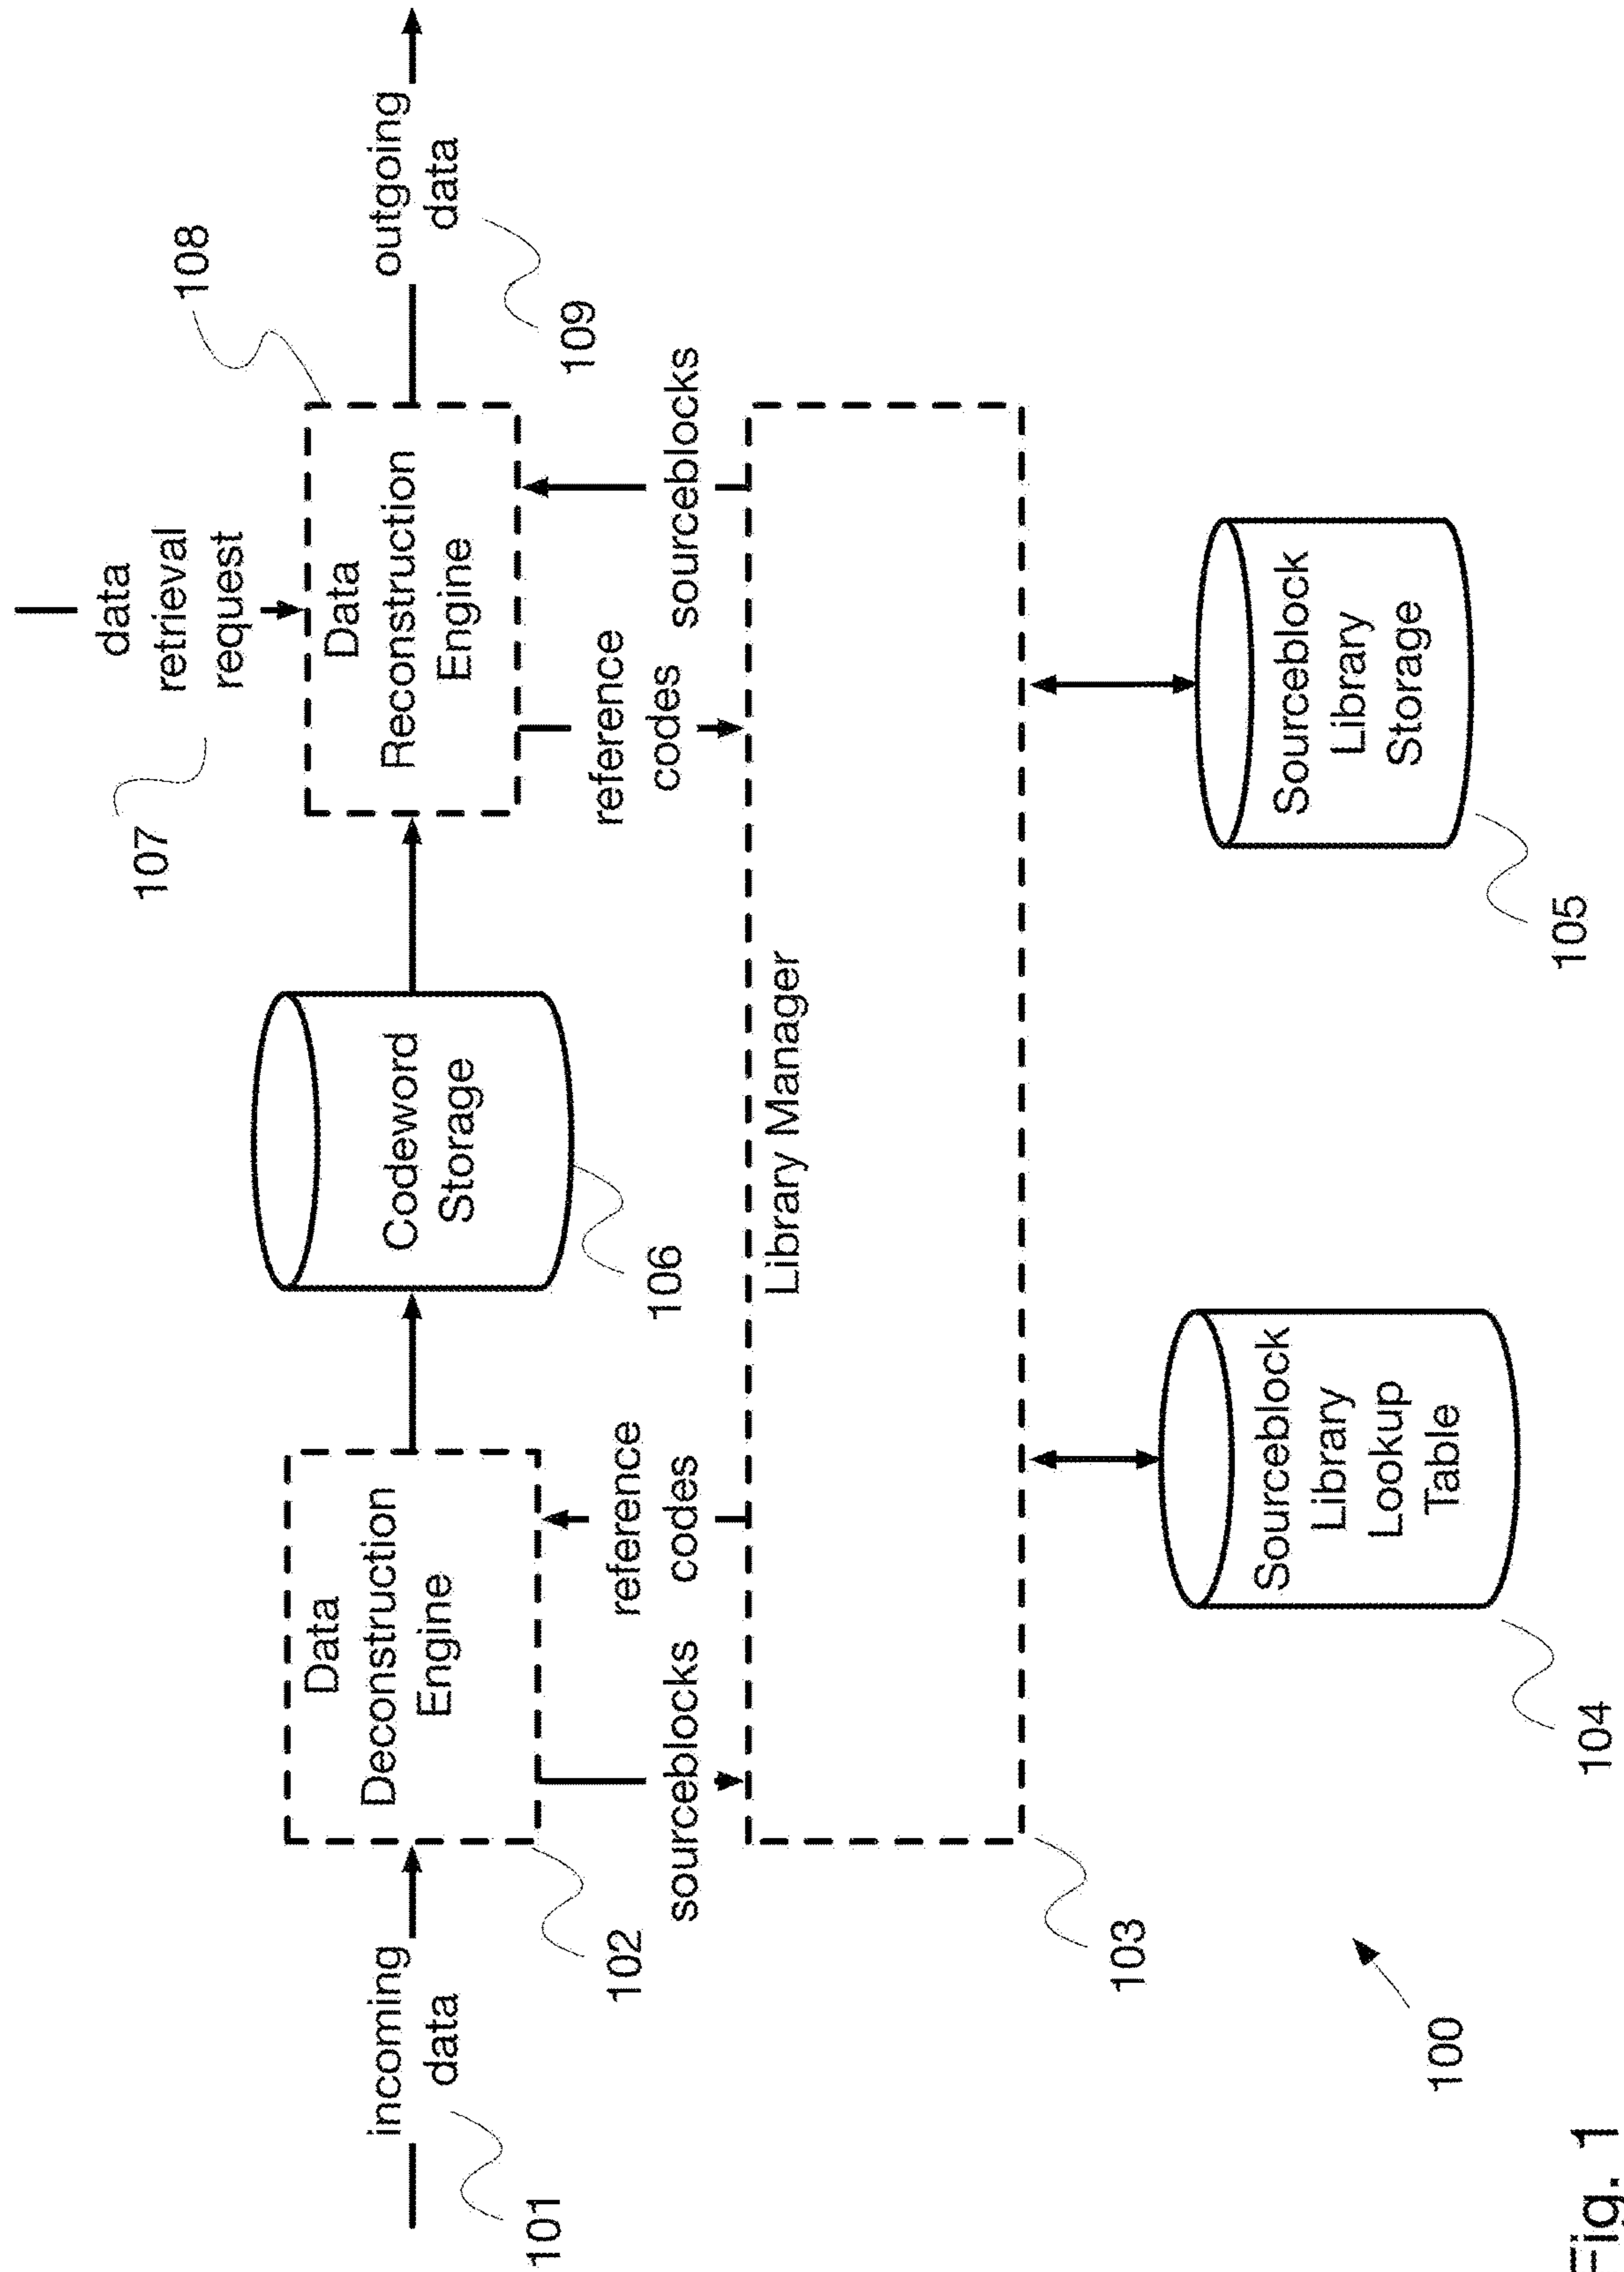 data
retrieval
request
107
108
incoming
data
101
Data
Deconstruction
Engine
102
Codeword
Storage
106
Data
Reconstruction
Engine
outgoing
data
109
sourceblocks
reference
codes
reference
codes
sourceblocks
Library Manager
103
Sourceblock
Library
Lookup
Table
104
Sourceblock
Library
Storage
105
100
Fig. 1